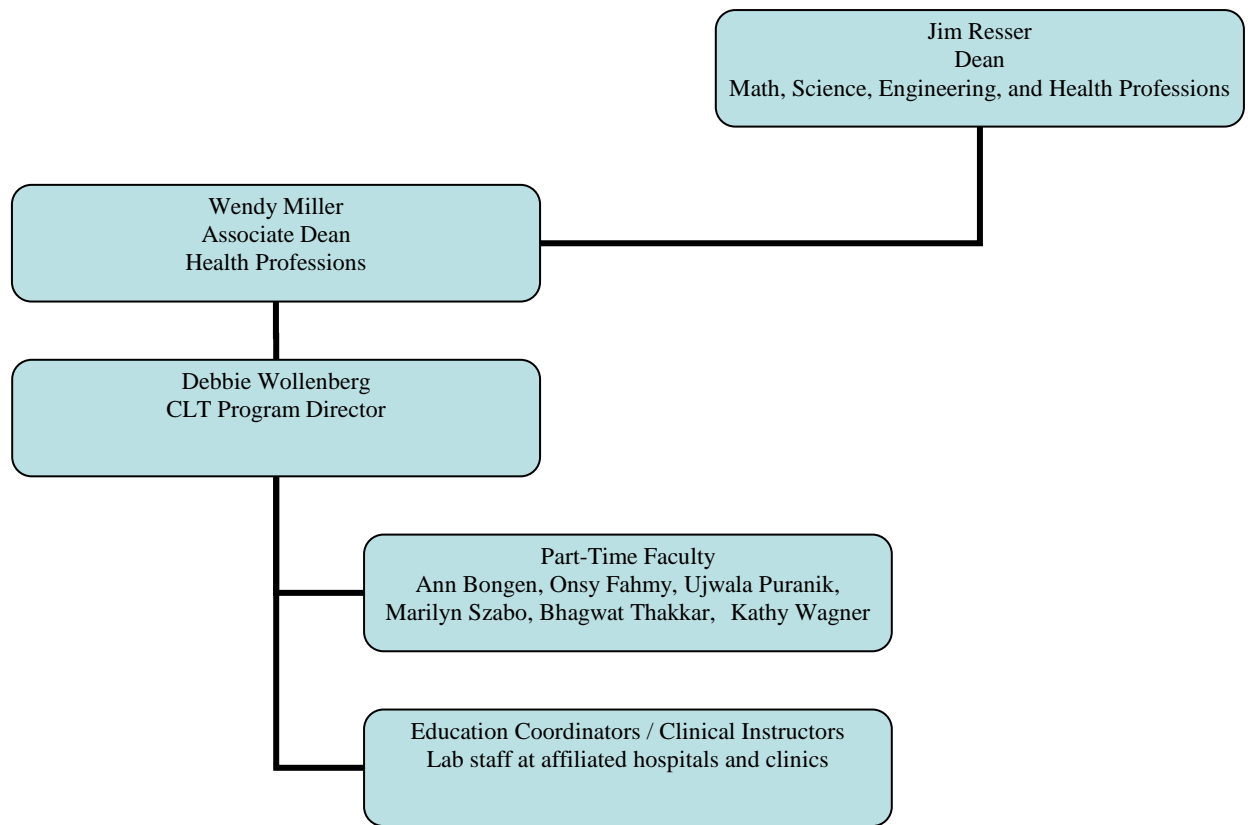 Jim Resser
Dean
Math, Science, Engineering, and Health Professions
Wendy Miller
Associate Dean
Health Professions
Debbie Wollenberg
CLT Program Director
Part-Time Faculty
Ann Bongen, Onsy Fahmy, Ujwala Puranik,
Marilyn Szabo, Bhagwat Thakkar, Kathy Wagner
Education Coordinators / Clinical Instructors
Lab staff at affiliated hospitals and clinics